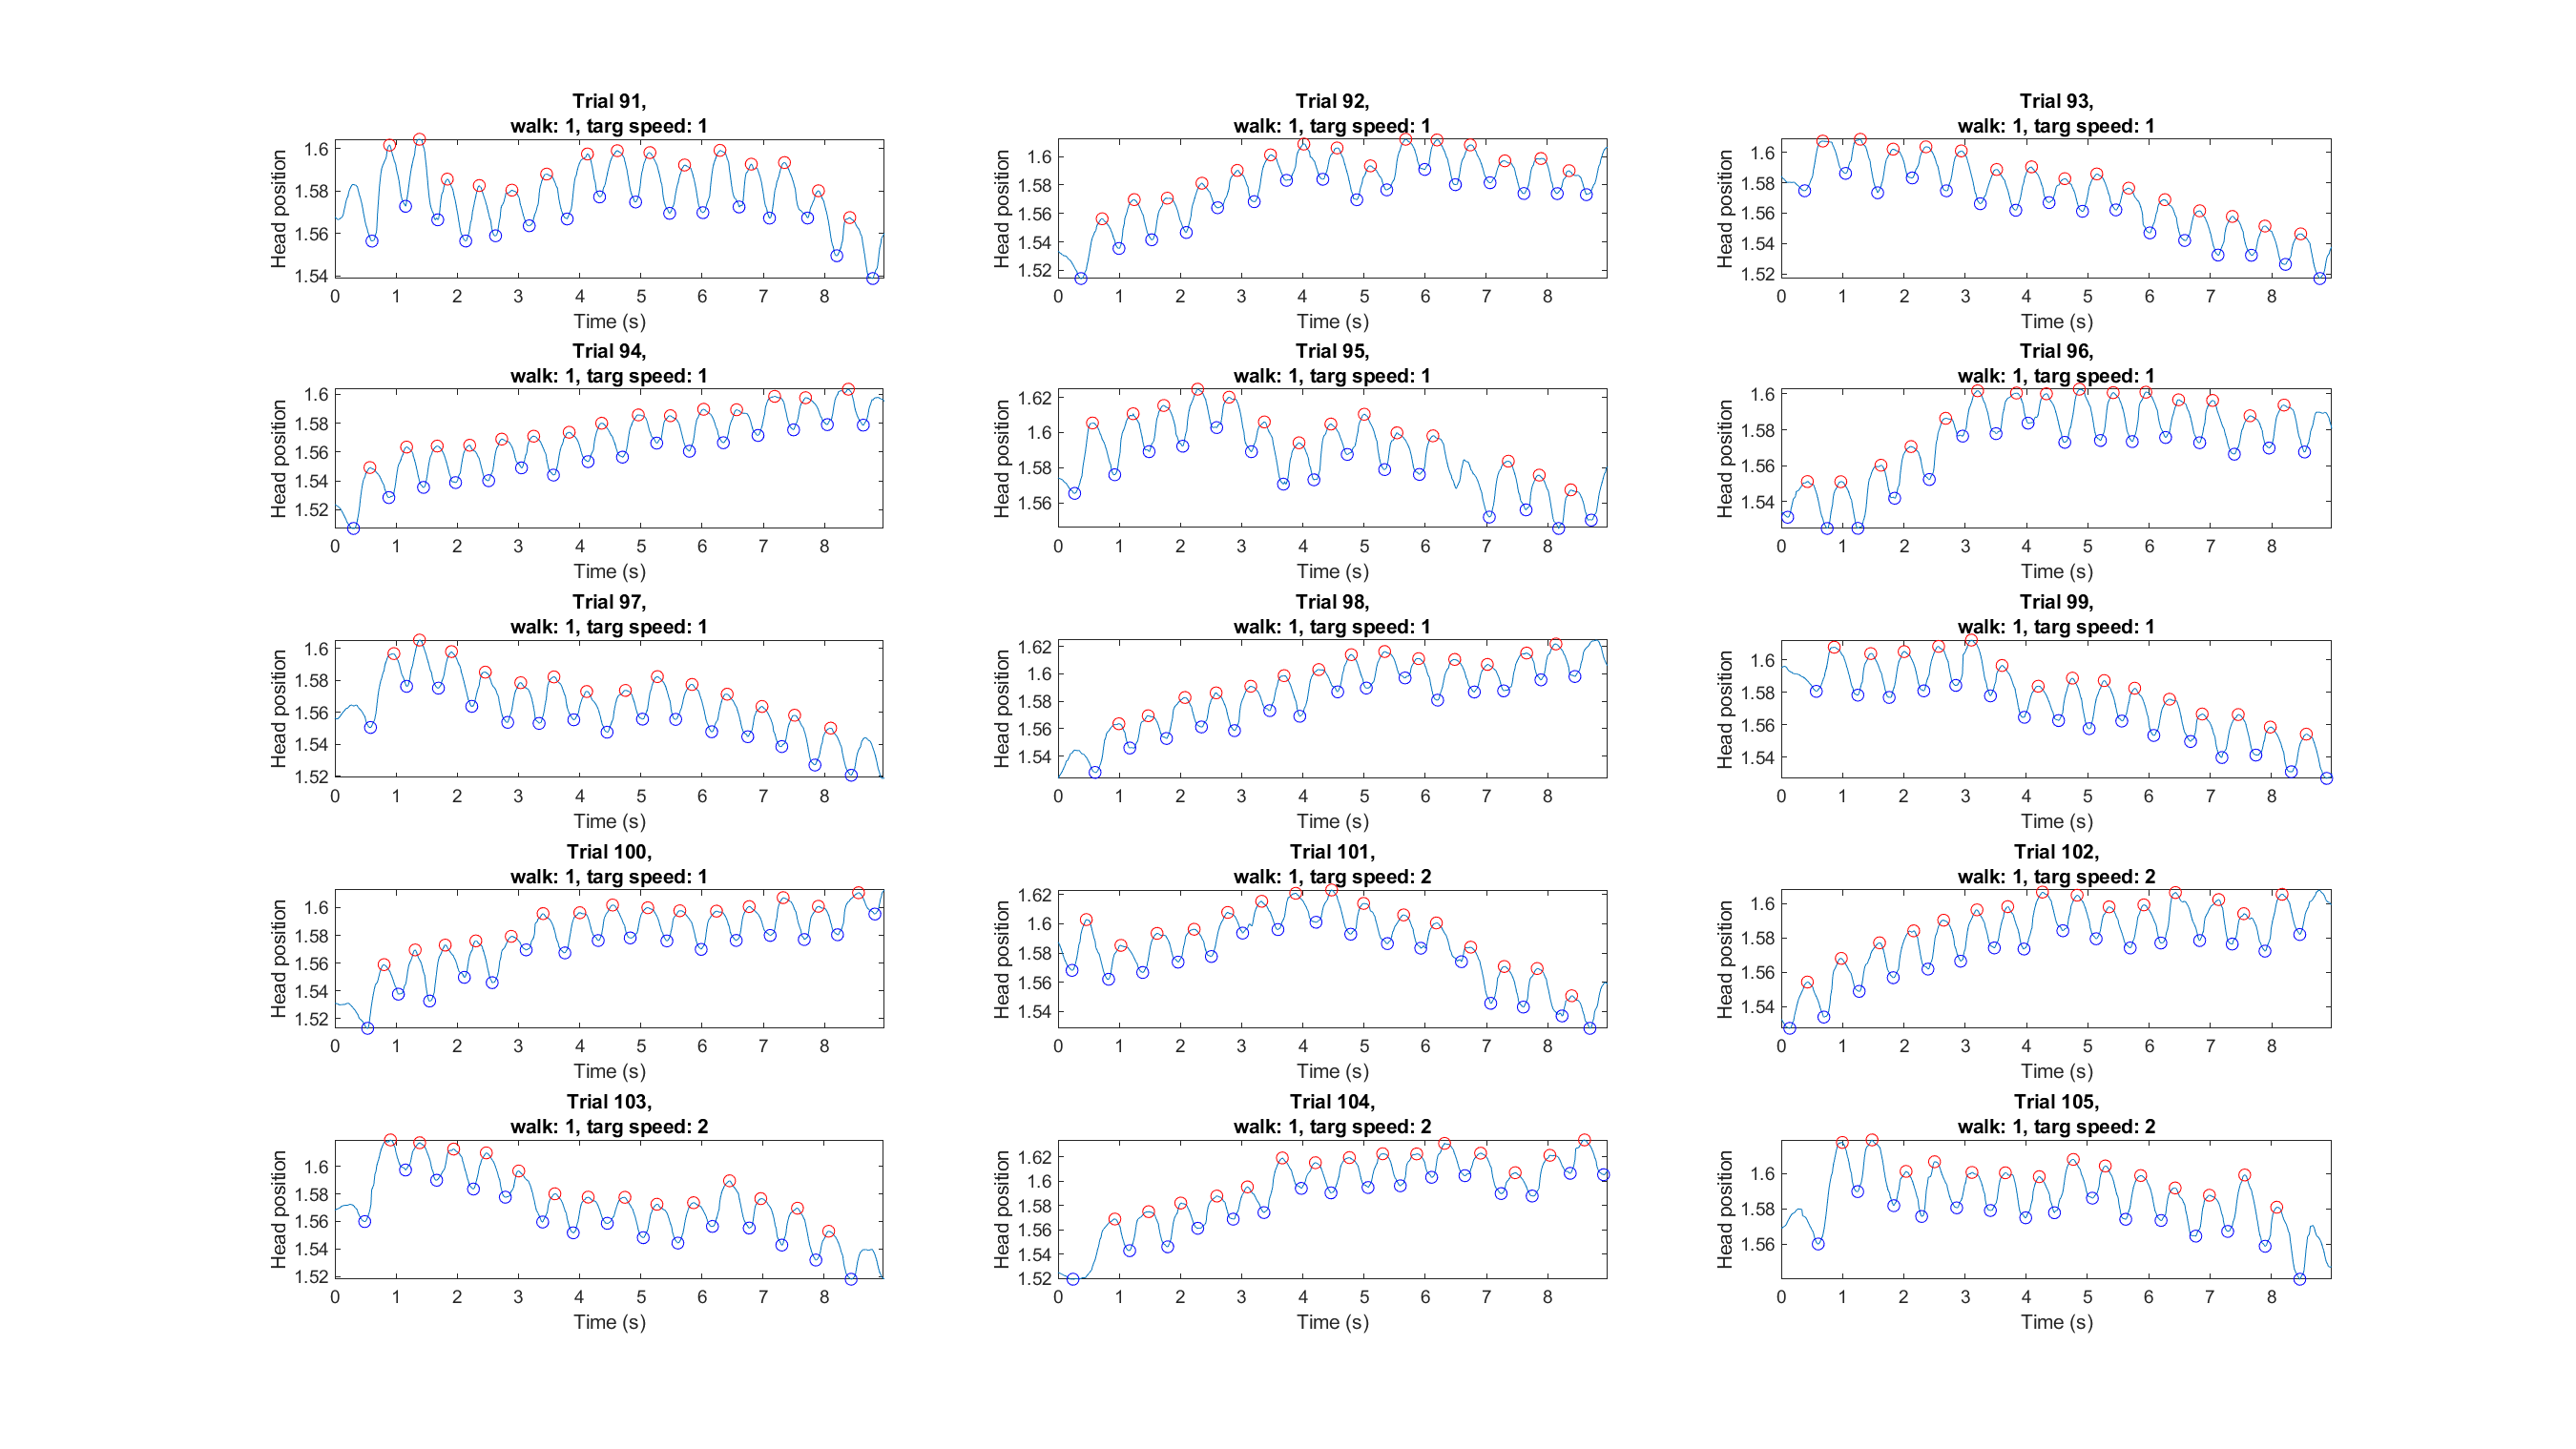 Trial 91,
walk: 1, targ speed: 1
Head position
1.6
1.58
1.56
1.54
0 1 2 3 4 5 6 7 8
Time (s)
Trial 92,
walk: 1, targ speed: 1
Head position
1.6
1.58
1.56
1.54
1.52
0 1 2 3 4 5 6 7 8
Time (s)
Trial 93,
walk: 1, targ speed: 1
Head position
1.6
1.58
1.56
1.54
1.52
0 1 2 3 4 5 6 7 8
Time (s)
Trial 94,
walk: 1, targ speed: 1
Head position
1.6
1.58
1.56
1.54
1.52
0 1 2 3 4 5 6 7 8
Time (s)
Trial 95,
walk: 1, targ speed: 1
Head position
1.62
1.6
1.58
1.56
0 1 2 3 4 5 6 7 8
Time (s)
Trial 96,
walk: 1, targ speed: 1
Head position
1.6
1.58
1.56
1.54
0 1 2 3 4 5 6 7 8
Time (s)
Trial 97,
walk: 1, targ speed: 1
Head position
1.6
1.58
1.56
1.54
1.52
0 1 2 3 4 5 6 7 8
Time (s)
Trial 98,
walk: 1, targ speed: 1
Head position
1.62
1.6
1.58
1.56
1.54
0 1 2 3 4 5 6 7 8
Time (s)
Trial 99,
walk: 1, targ speed: 1
Head position
1.6
1.58
1.56
1.54
0 1 2 3 4 5 6 7 8
Time (s)
Trial 100,
walk: 1, targ speed: 1
Head position
1.6
1.58
1.56
1.54
1.52
0 1 2 3 4 5 6 7 8
Time (s)
Trial 101,
walk: 1, targ speed: 2
Head position
1.62
1.6
1.58
1.56
1.54
0 1 2 3 4 5 6 7 8
Time (s)
Trial 102,
walk: 1, targ speed: 2
Head position
1.6
1.58
1.56
1.54
0 1 2 3 4 5 6 7 8
Time (s)
Trial 103,
walk: 1, targ speed: 2
Head position
1.6
1.58
1.56
1.54
1.52
0 1 2 3 4 5 6 7 8
Time (s)
Trial 104,
walk: 1, targ speed: 2
Head position
1.62
1.6
1.58
1.56
1.54
1.52
0 1 2 3 4 5 6 7 8
Time (s)
Trial 105,
walk: 1, targ speed: 2
Head position
1.6
1.58
1.56
0 1 2 3 4 5 6 7 8
Time (s)